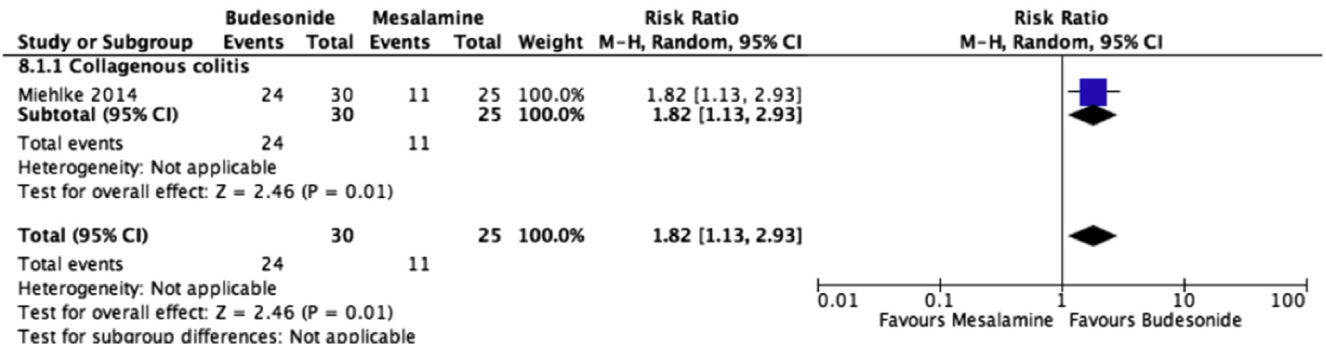 Budesonide Mesalamine Risk Ratio Risk Ratio
Study or Subgroup Events Total Events Total Weight M-H, Random, 95% CI M-H, Random, 95% CI
8.1.1 Collagenous colitis
Miehlke 2014 24 30 11 25 100.0% 1.82 [1.13, 2.93]
Subtotal (95% CI) 30 25 100.0% 1.82 [1.13, 2.93]
Total events 24 11
Heterogeneity: Not applicable
Test for overall effect: Z = 2.46 (P = 0.01)
Total (95% CI) 30 25 100.0% 1.82 [1.13, 2.93]
Total events 24 11
Heterogeneity: Not applicable
Test for overall effect: Z = 2.46 (P = 0.01)
Test for subgroup differences: Not applicable
0.01 0.1 1 10 100
Favours Mesalamine Favours Budesonide